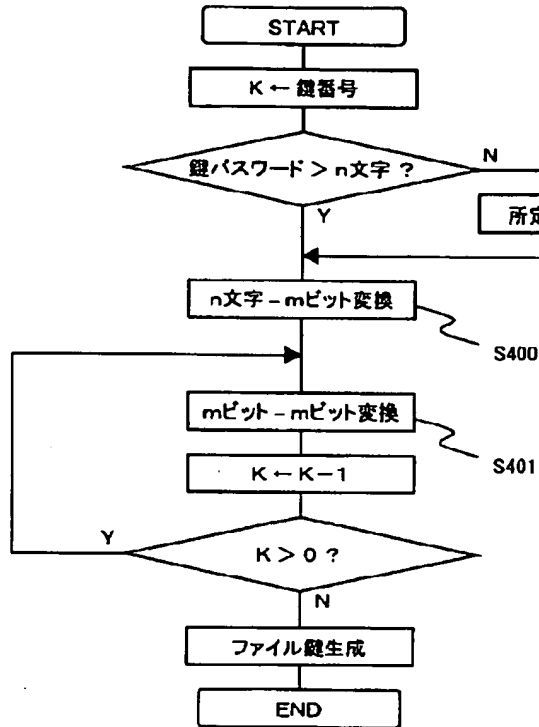 START
K ← 鍵番号
鍵パスワード > n文字 ?
N
Y
所定
n文字 – mビット変換
S400
mビット – mビット変換
S401
K ← K－1
Y
K > 0 ?
N
ファイル鍵生成
END